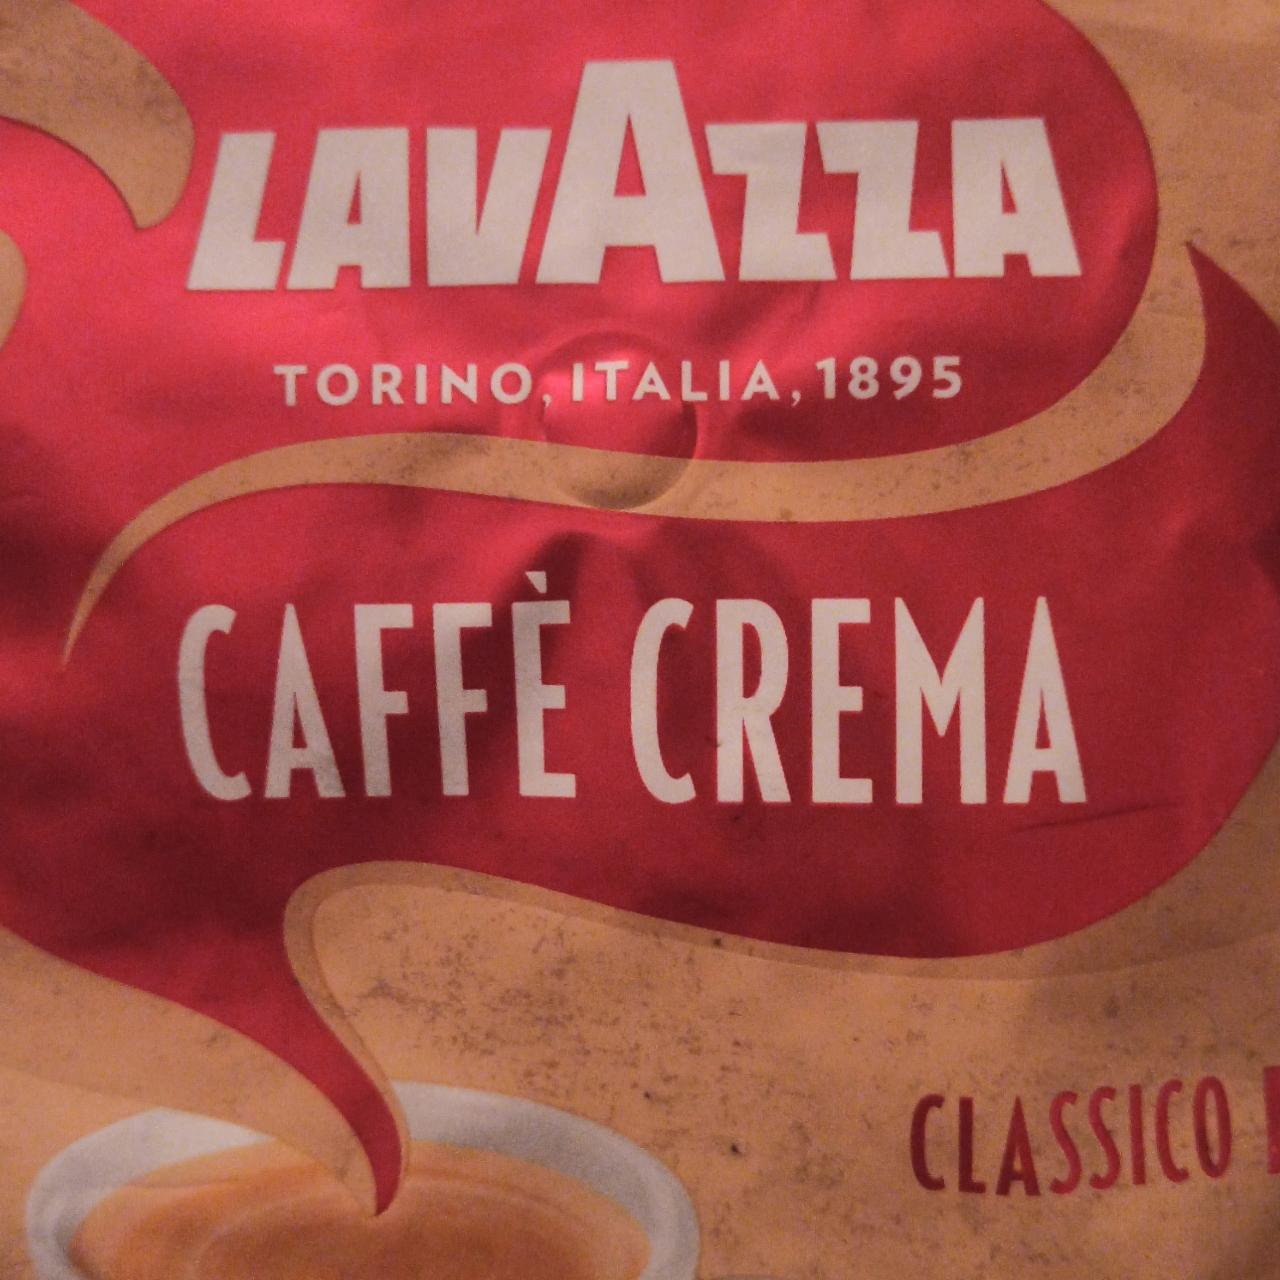 LAVAZZA
TORINO, ITALIA, 1895
CAFFÈ CREMA
CLASSICO